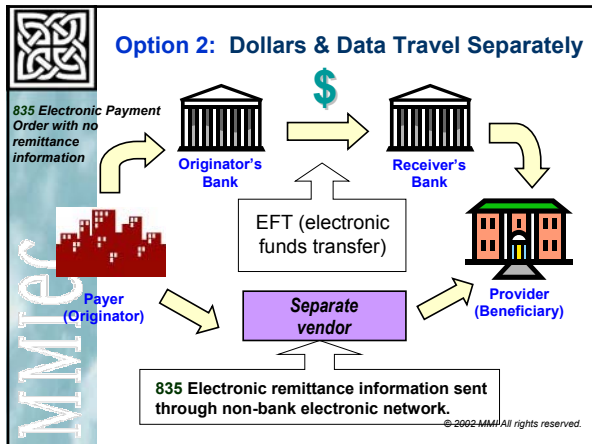 Option 2: Dollars & Data Travel Separately
$
835 Electronic Payment
Order with no
remittance
information
Originator's
Bank
Receiver's
Bank
EFT (electronic
funds transfer)
Payer
(Originator)
Separate
vendor
Provider
(Beneficiary)
835 Electronic remittance information sent
through non-bank electronic network.
© 2002 MMI All rights reserved.
MMIec